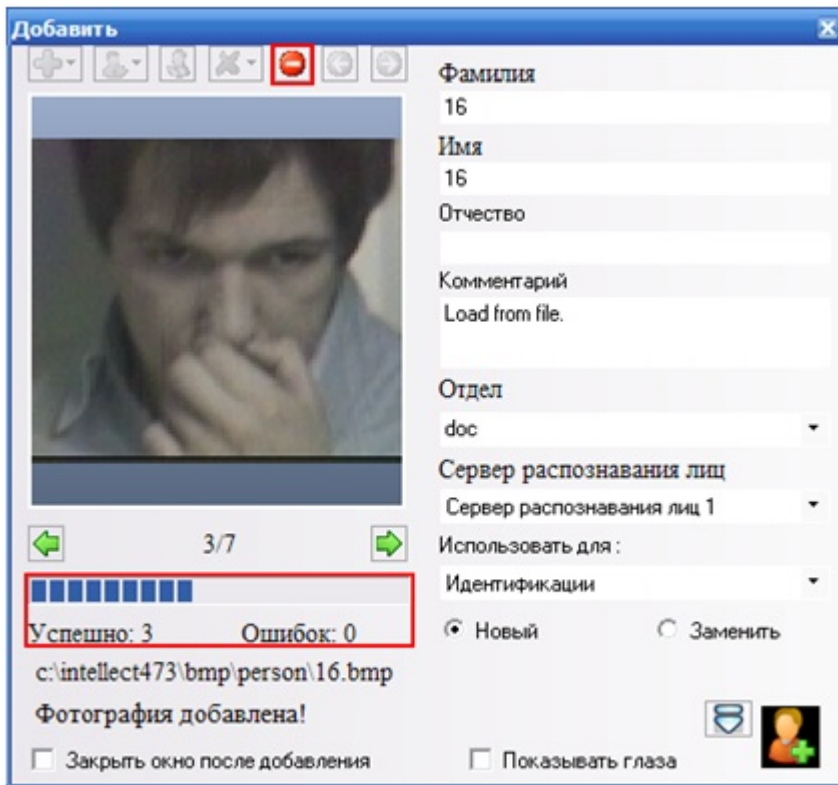 Добавить
Фамилия
16
Имя
16
Отчество
Комментарий
Load from file.
Отдел
doc
Сервер распознавания лиц
Сервер распознавания лиц 1
3/7
Использовать для :
Идентификации
Успешно: 3 Ошибок: 0
Новый Заменить
c:\intellect473\bmp\person\16.bmp
Фотография добавлена!
Закрыть окно после добавления Показывать глаза